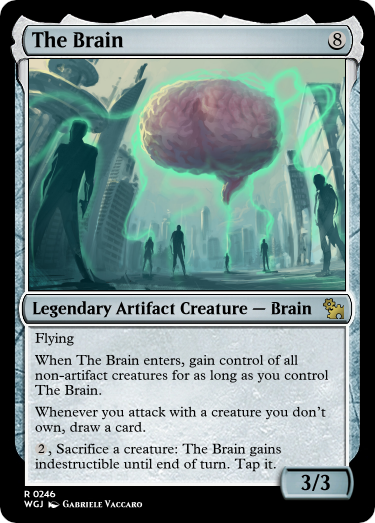 The Brain 8
Legendary Artifact Creature — Brain
Flying
When The Brain enters, gain control of all
non-artifact creatures for as long as you control
The Brain.
Whenever you attack with a creature you don't
own, draw a card.
2, Sacrifice a creature: The Brain gains
indestructible until end of turn. Tap it.
3/3
R 0246
WGJ Gabriele Vaccaro